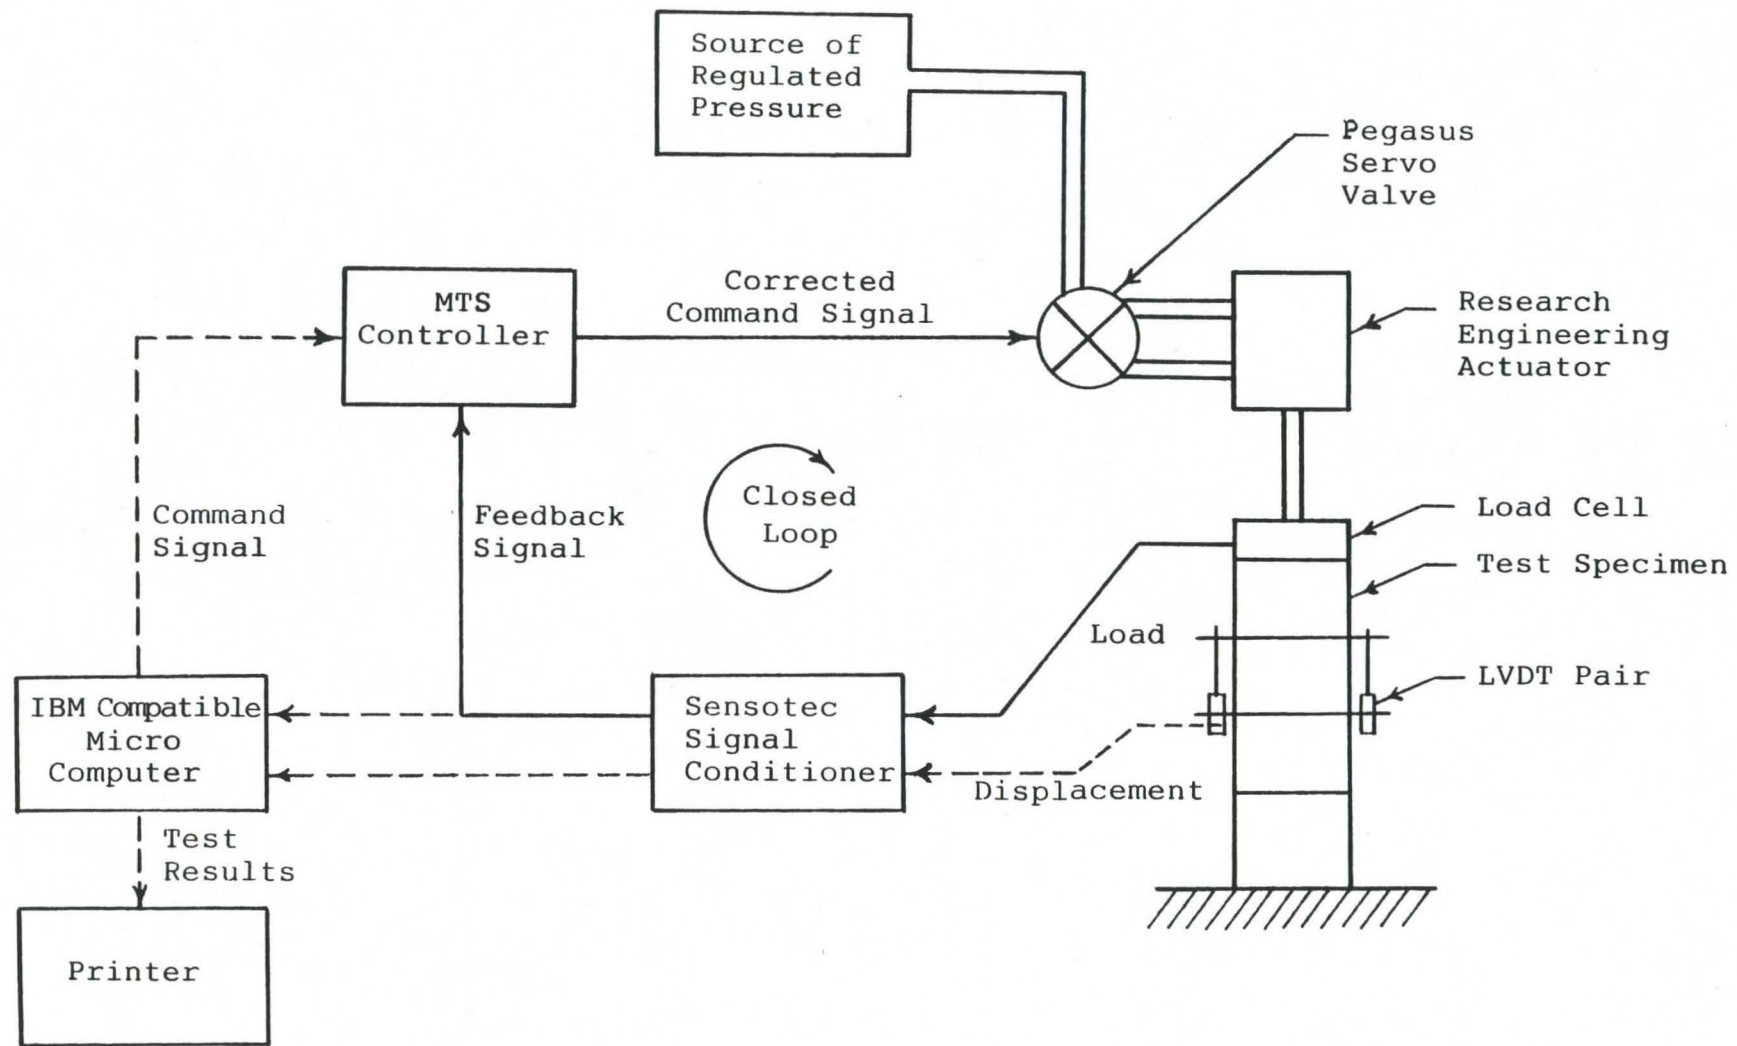 Source of
Regulated
Pressure
Pegasus
Servo
Valve
MTS
Controller
Corrected
Command Signal
Research
Engineering
Actuator
Command
Signal
Feedback
Signal
Closed
Loop
Load Cell
Test Specimen
Load
LVDT Pair
IBM Compatible
Micro
Computer
Sensotec
Signal
Conditioner
Displacement
Test
Results
Printer